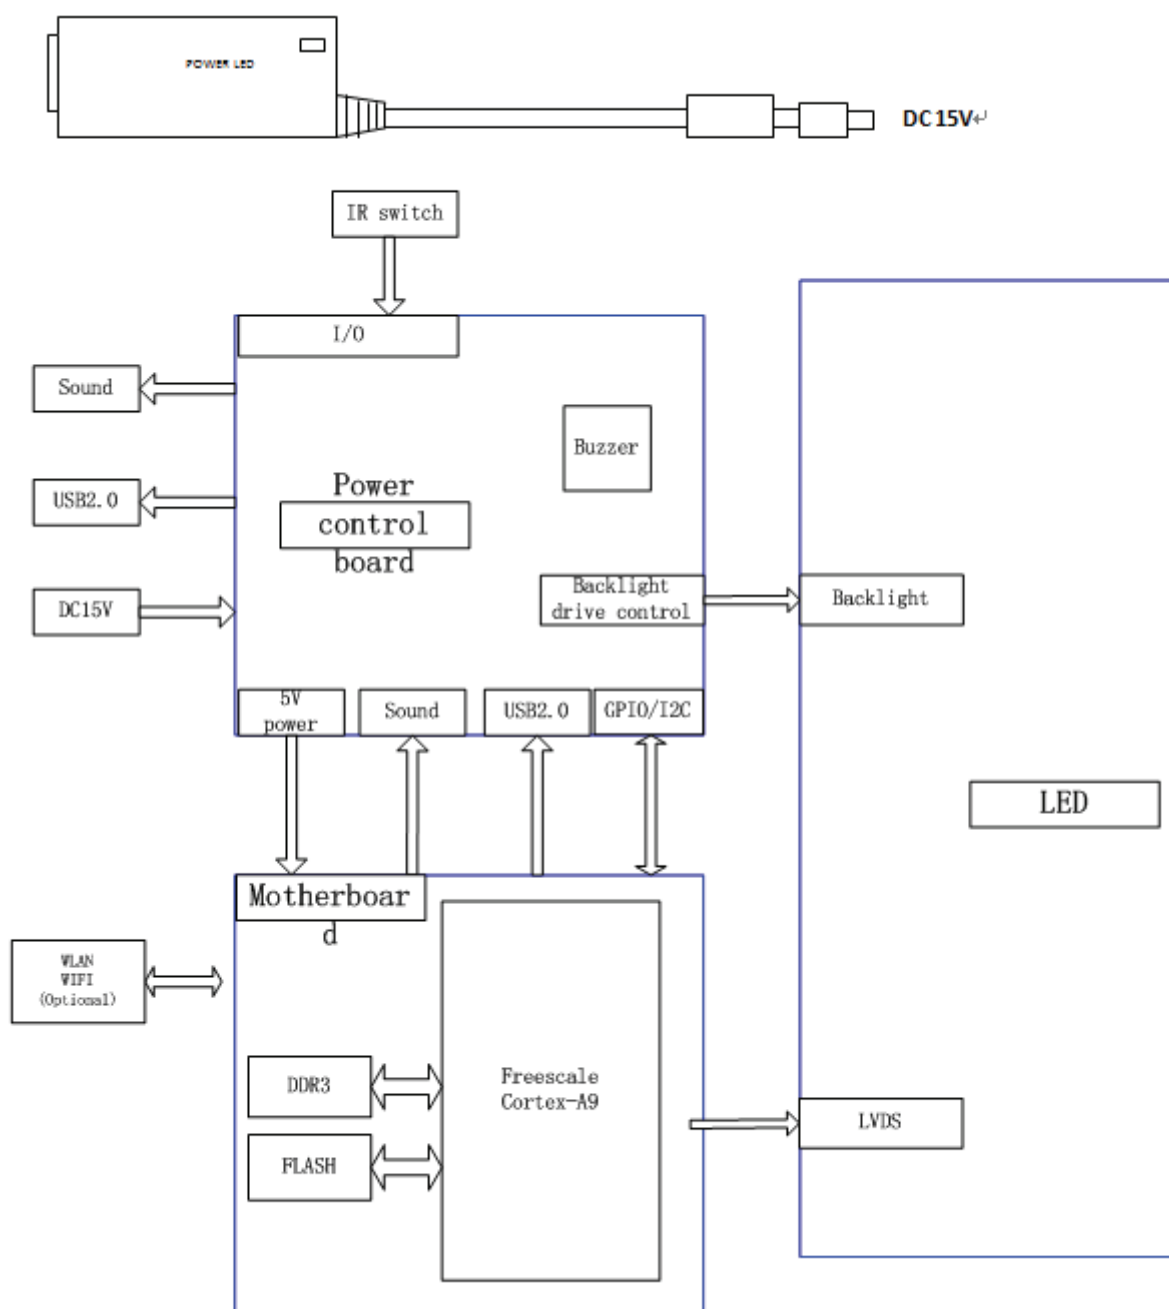 POWER LED
DC15V↵
IR switch
I/O
Sound
Buzzer
USB2.0
Power
control
board
DC15V
Backlight
drive control
Backlight
5V
power
Sound
USB2.0
GPIO/I2C
LED
Motherboar
d
WLAN
WIFI
(Optional)
DDR3
Freescale
Cortex-A9
FLASH
LVDS